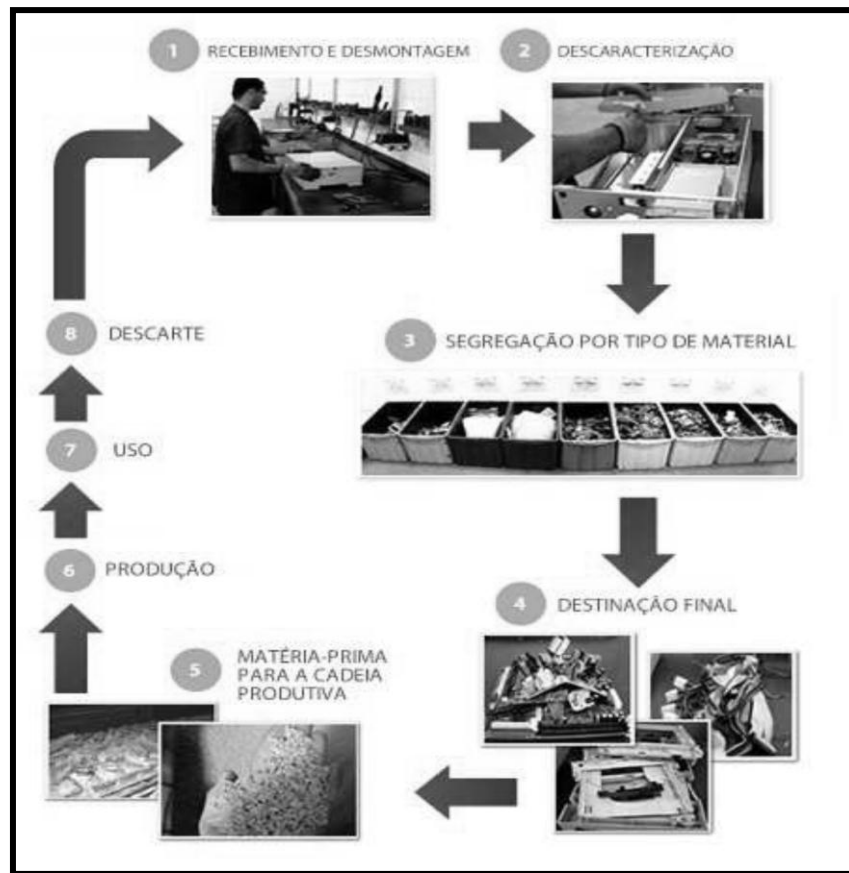 1 RECEBIMENTO E DESMONTAGEM
2 DESCARACTERIZAÇÃO
3 SEGREGAÇÃO POR TIPO DE MATERIAL
4 DESTINAÇÃO FINAL
5 MATÉRIA-PRIMA
PARA A CADEIA
PRODUTIVA
6 PRODUÇÃO
7 USO
8 DESCARTE